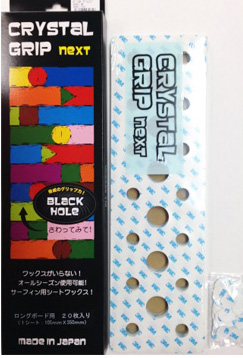 CRYSTAL
GRIP next
BLACK
HOLE
さわってみて!
ワックスがいらない!
オールシーズン使用可能!
サーフィン用シートワックス!
ロングボード用 20枚入り
made in Japan
CRYSTAL
GRIP next